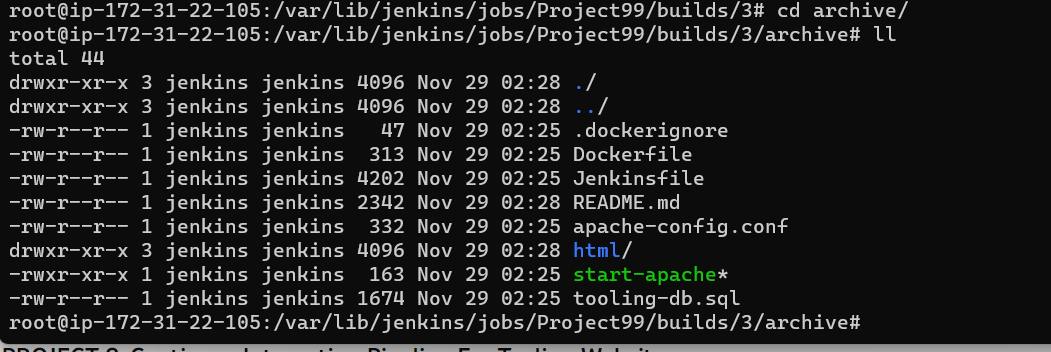 root@ip-172-31-22-105:/var/lib/jenkins/jobs/Project99/builds/3# cd archive/
root@ip-172-31-22-105:/var/lib/jenkins/jobs/Project99/builds/3/archive# ll
total 44
drwxr-xr-x 3 jenkins jenkins 4096 Nov 29 02:28 ./
drwxr-xr-x 3 jenkins jenkins 4096 Nov 29 02:28 ../
-rw-r--r-- 1 jenkins jenkins   47 Nov 29 02:25 .dockerignore
-rw-r--r-- 1 jenkins jenkins  313 Nov 29 02:25 Dockerfile
-rw-r--r-- 1 jenkins jenkins 4202 Nov 29 02:25 Jenkinsfile
-rw-r--r-- 1 jenkins jenkins 2342 Nov 29 02:28 README.md
-rw-r--r-- 1 jenkins jenkins  332 Nov 29 02:25 apache-config.conf
drwxr-xr-x 3 jenkins jenkins 4096 Nov 29 02:28 html/
-rwxr-xr-x 1 jenkins jenkins  163 Nov 29 02:25 start-apache*
-rw-r--r-- 1 jenkins jenkins 1674 Nov 29 02:25 tooling-db.sql
root@ip-172-31-22-105:/var/lib/jenkins/jobs/Project99/builds/3/archive#